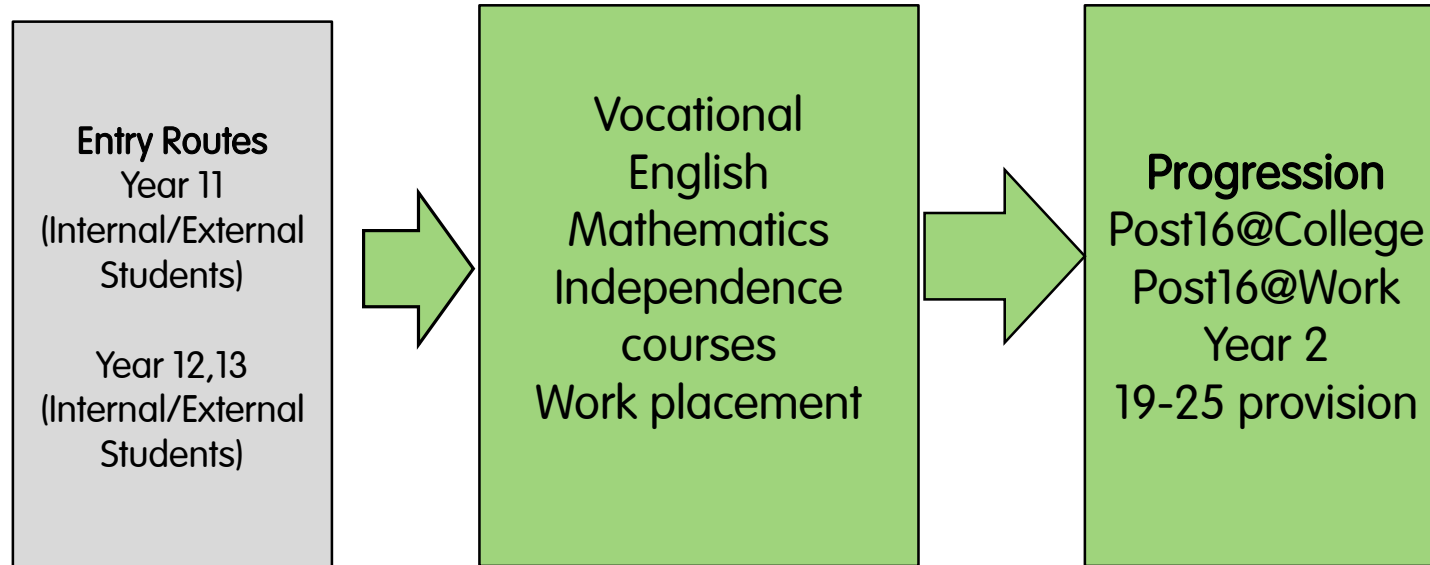 Entry Routes
Year 11
(Internal/External
Students)
Year 12,13
(Internal/External
Students)
Vocational
English
Mathematics
Independence
courses
Work placement
Progression
Post16@College
Post16@Work
Year 2
19-25 provision